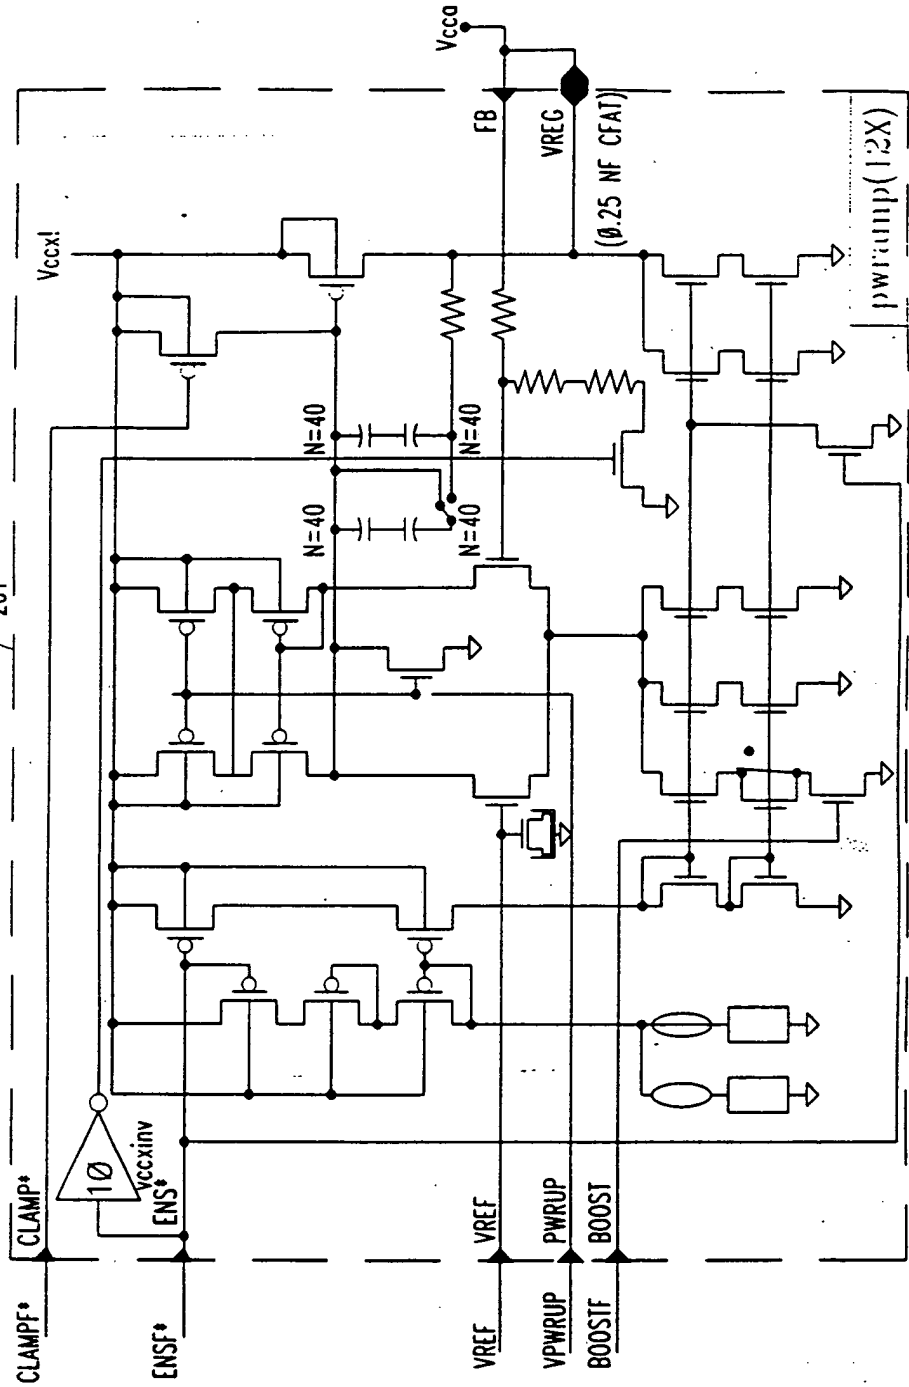 CLAMPF*
CLAMP*
ENSF*
ENS*
10
vccxinv
VREF
VREF
VPWRUP
PWRUP
BOOSTF
BOOST
Vccx!
N=40
N=40
N=40
N=40
Vcca
FB
VREG
(0.25 NF CFAT)
pwramp(12X)